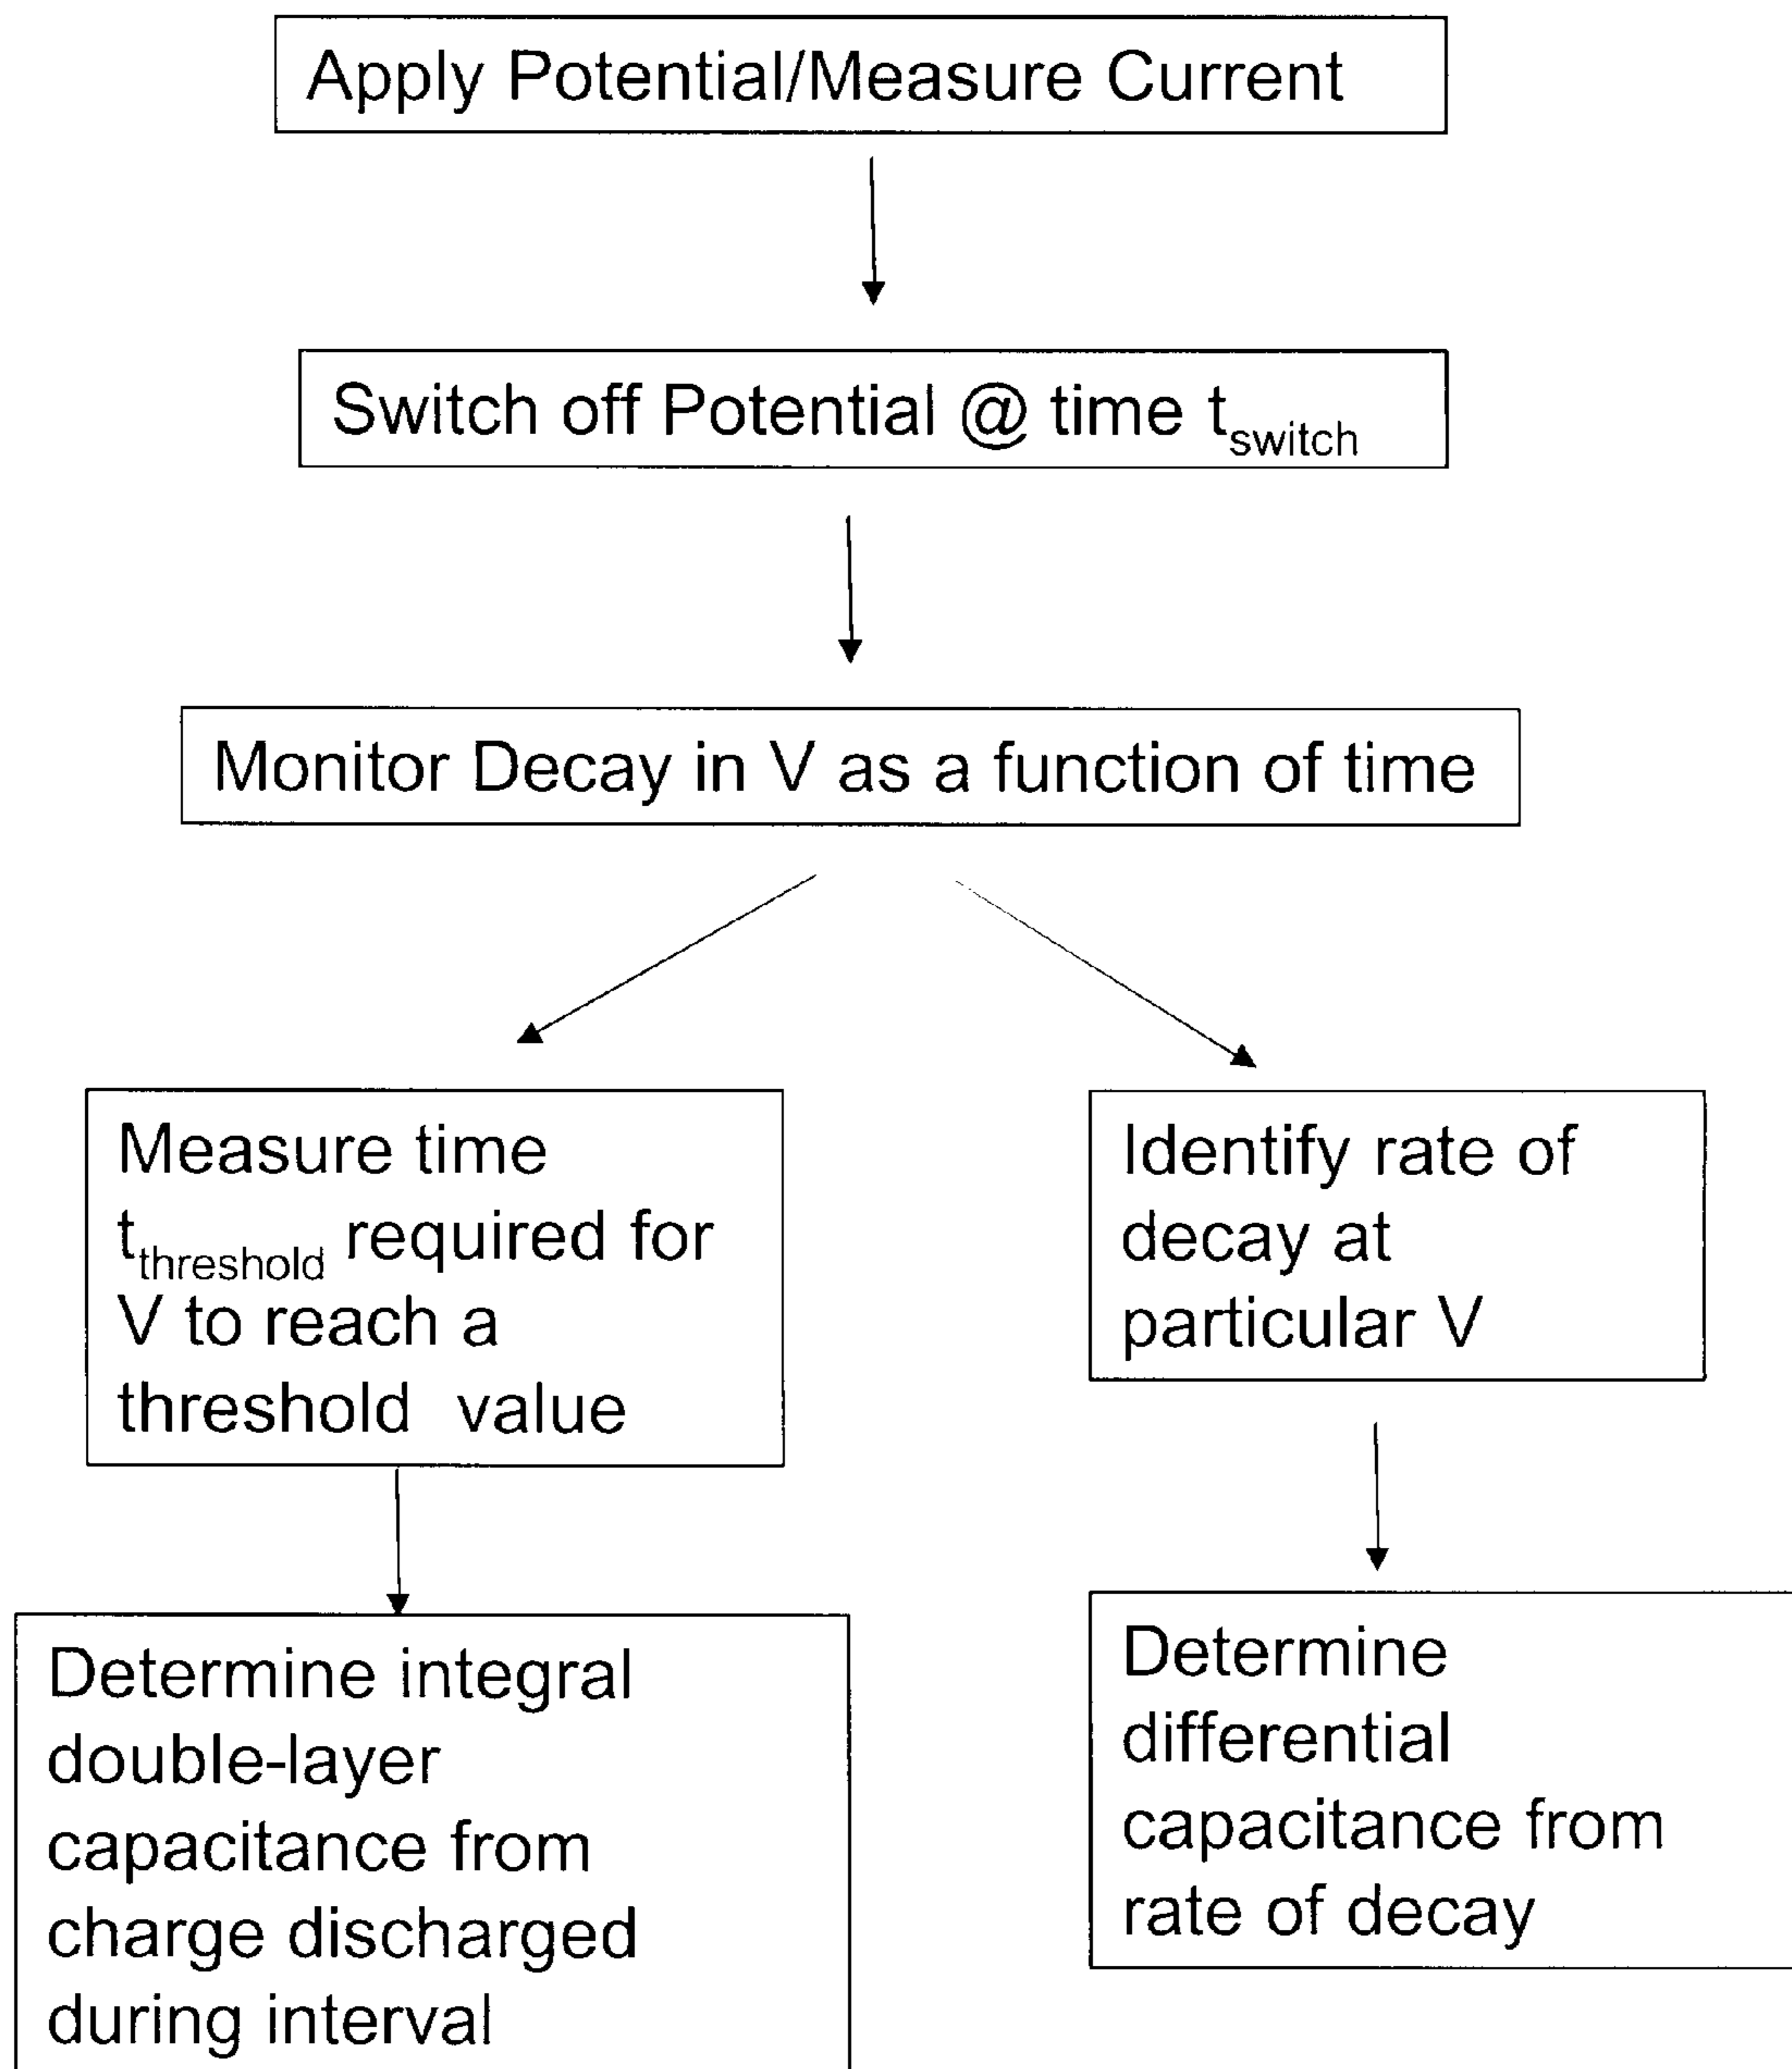 Apply Potential/Measure Current
Switch off Potential @ time t_switch
Monitor Decay in V as a function of time
Measure time
t_threshold required for
V to reach a
threshold value
Identify rate of
decay at
particular V
Determine integral
double-layer
capacitance from
charge discharged
during interval
Determine
differential
capacitance from
rate of decay